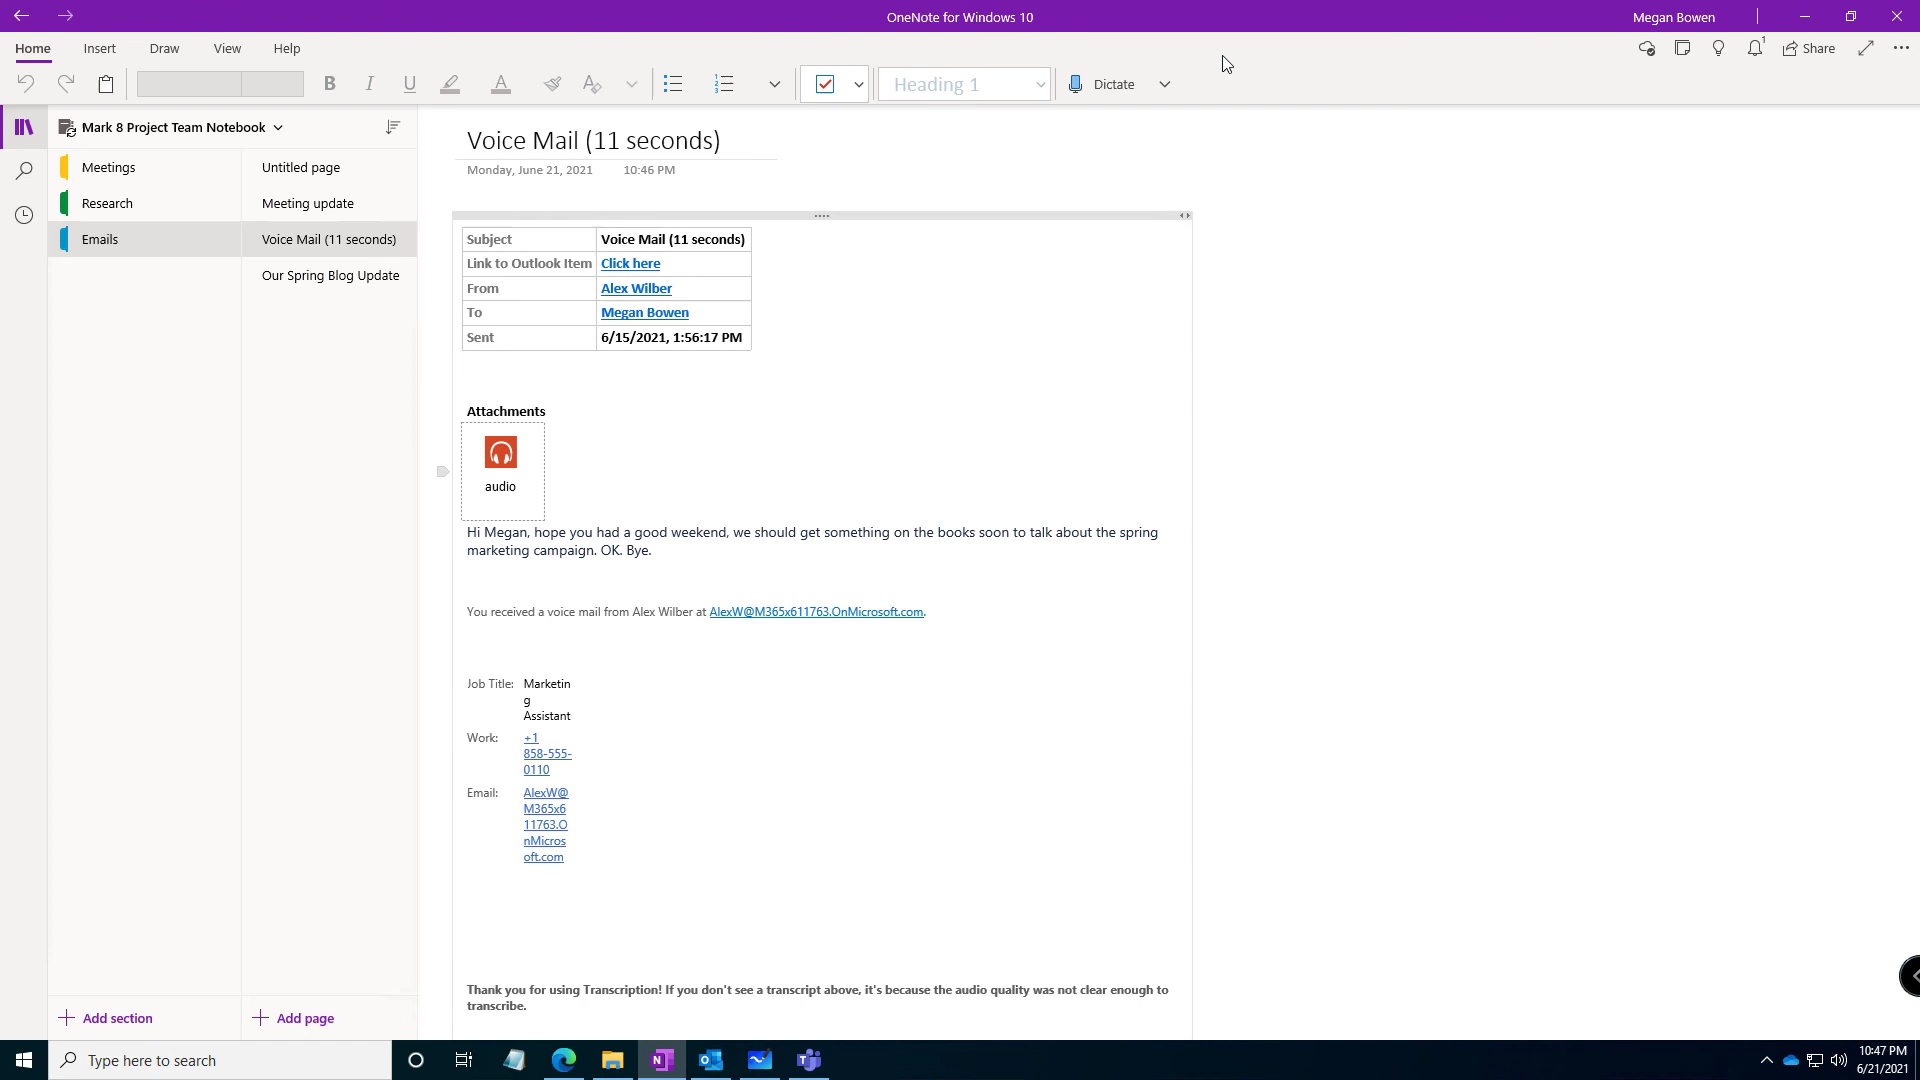 OneNote for Windows 10
Megan Bowen
Home Insert Draw View Help
1 Share
Heading 1
Dictate
Mark 8 Project Team Notebook
Meetings
Research
Emails
Untitled page
Meeting update
Voice Mail (11 seconds)
Our Spring Blog Update
Voice Mail (11 seconds)
Monday, June 21, 2021 10:46 PM
Subject Voice Mail (11 seconds)
Link to Outlook Item Click here
From Alex Wilber
To Megan Bowen
Sent 6/15/2021, 1:56:17 PM
Attachments
audio
Hi Megan, hope you had a good weekend, we should get something on the books soon to talk about the spring
marketing campaign. OK. Bye.
You received a voice mail from Alex Wilber at AlexW@M365x611763.OnMicrosoft.com.
Job Title: Marketin
g
Assistant
Work: +1
858-555-
0110
Email: AlexW@
M365x6
11763.O
nMicros
oft.com
Thank you for using Transcription! If you don't see a transcript above, it's because the audio quality was not clear enough to
transcribe.
Add section
Add page
Type here to search
10:47 PM
6/21/2021